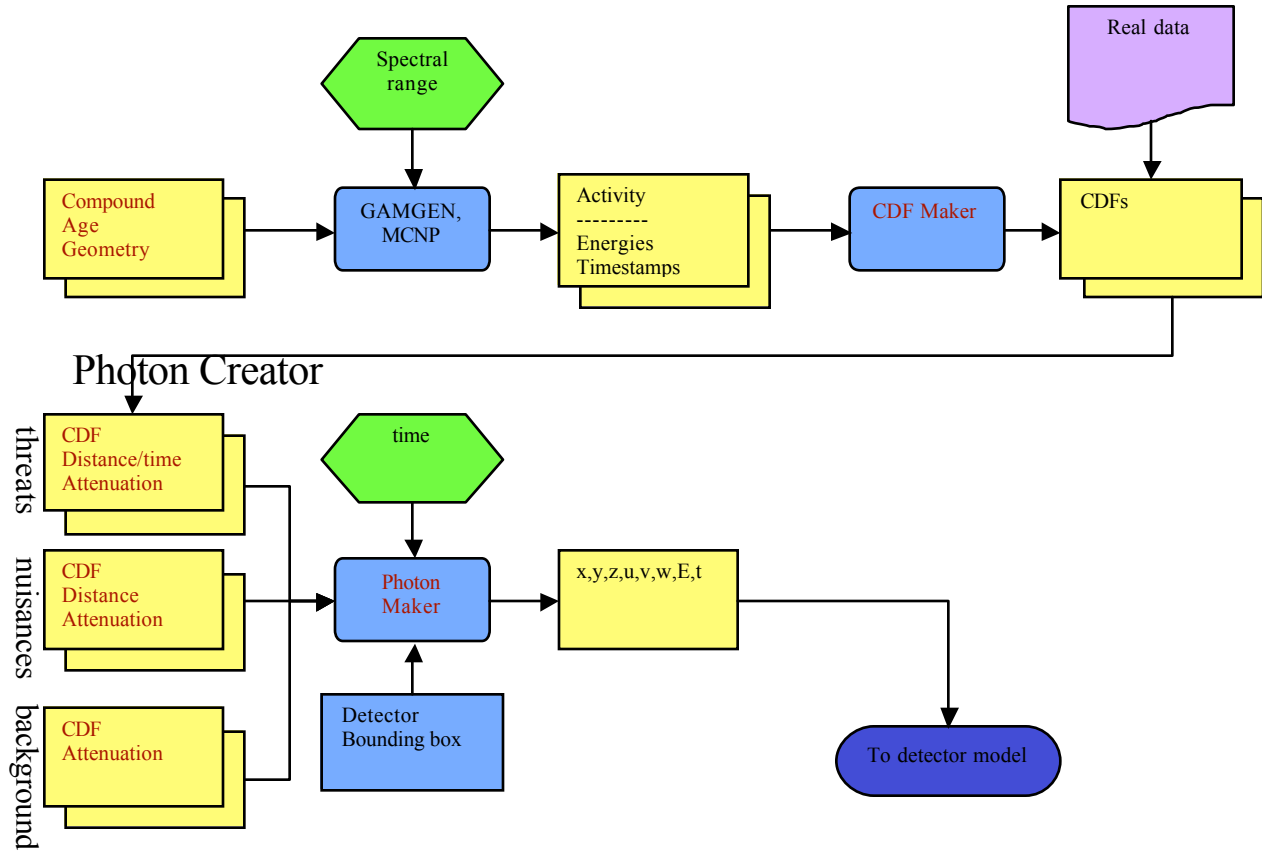 Real data
Spectral
range
Compound
Age
Geometry
GAMGEN,
MCNP
Activity
---------
Energies
Timestamps
CDF Maker
CDFs
Photon Creator
threats
CDF
Distance/time
Attenuation
time
nuisances
CDF
Distance
Attenuation
Photon
Maker
x,y,z,u,v,w,E,t
background
CDF
Attenuation
Detector
Bounding box
To detector model